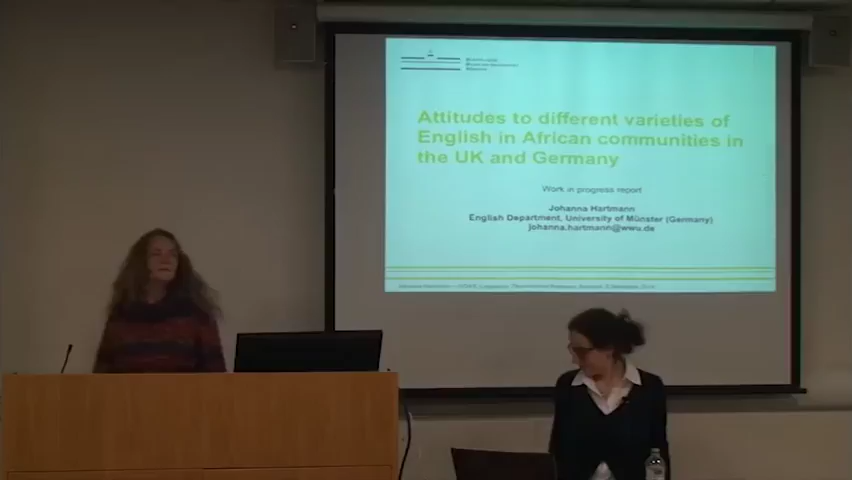 Attitudes to different varieties of
English in African communities in
the UK and Germany
Work in progress report
Johanna Hartmann
English Department, University of Münster (Germany)
johanna.hartmann@wwu.de